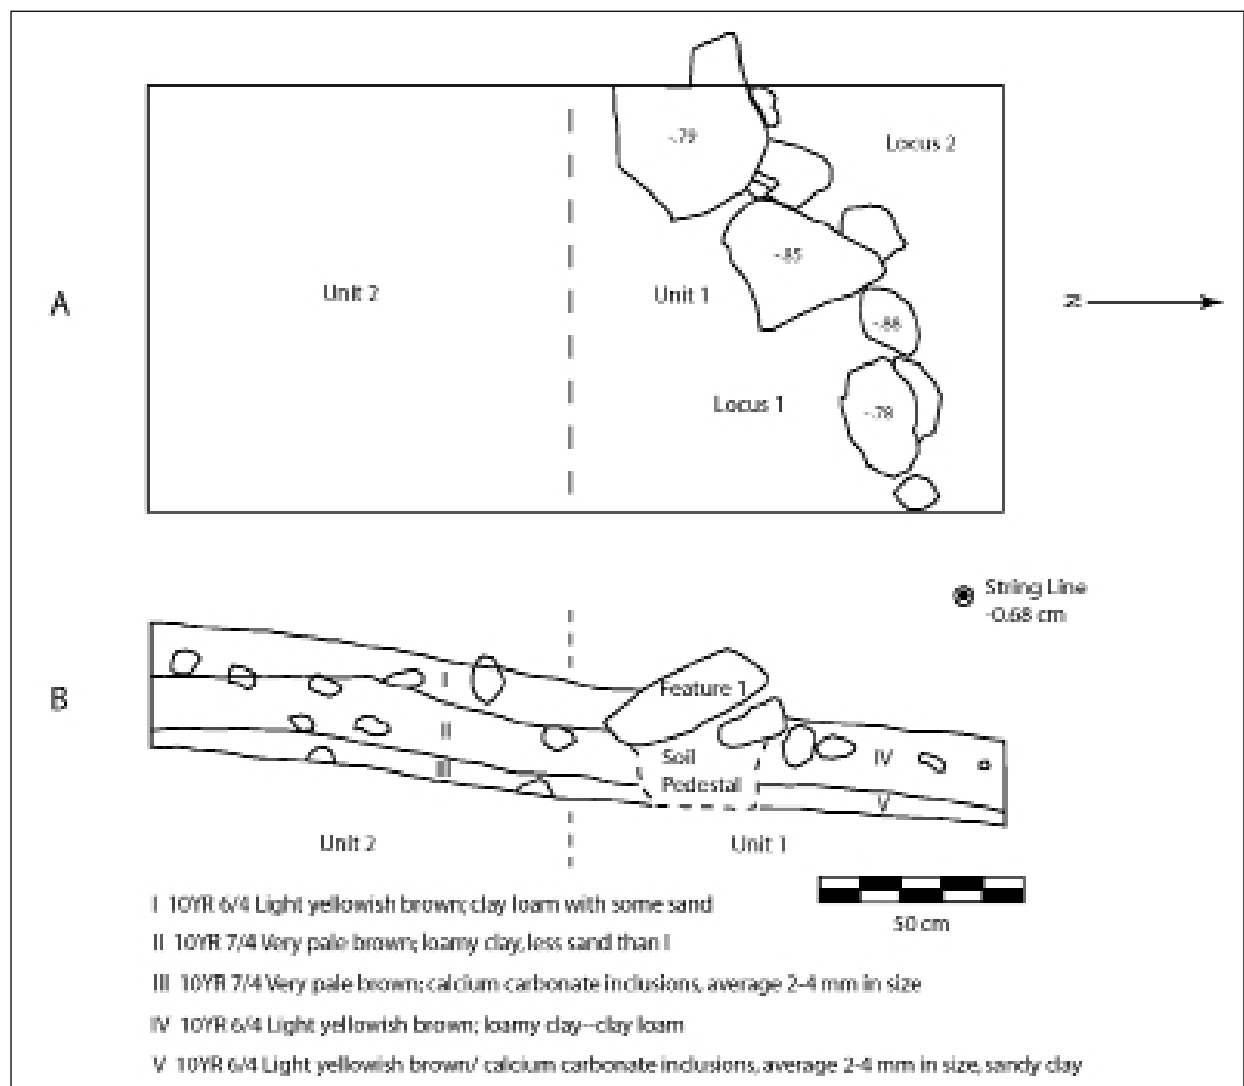 -.79
Locus 2
-.85
Unit 2
Unit 1
A
N
-.88
Locus 1
-.78
String Line
-0.68 cm
I
Feature 1
B
II
Soil
IV
III
Pedestal
V
Unit 2
Unit 1
50 cm
I 10YR 6/4 Light yellowish brown; clay loam with some sand
II 10YR 7/4 Very pale brown; loamy clay, less sand than I
III 10YR 7/4 Very pale brown; calcium carbonate inclusions, average 2-4 mm in size
IV 10YR 6/4 Light yellowish brown; loamy clay--clay loam
V 10YR 6/4 Light yellowish brown/ calcium carbonate inclusions, average 2-4 mm in size, sandy clay